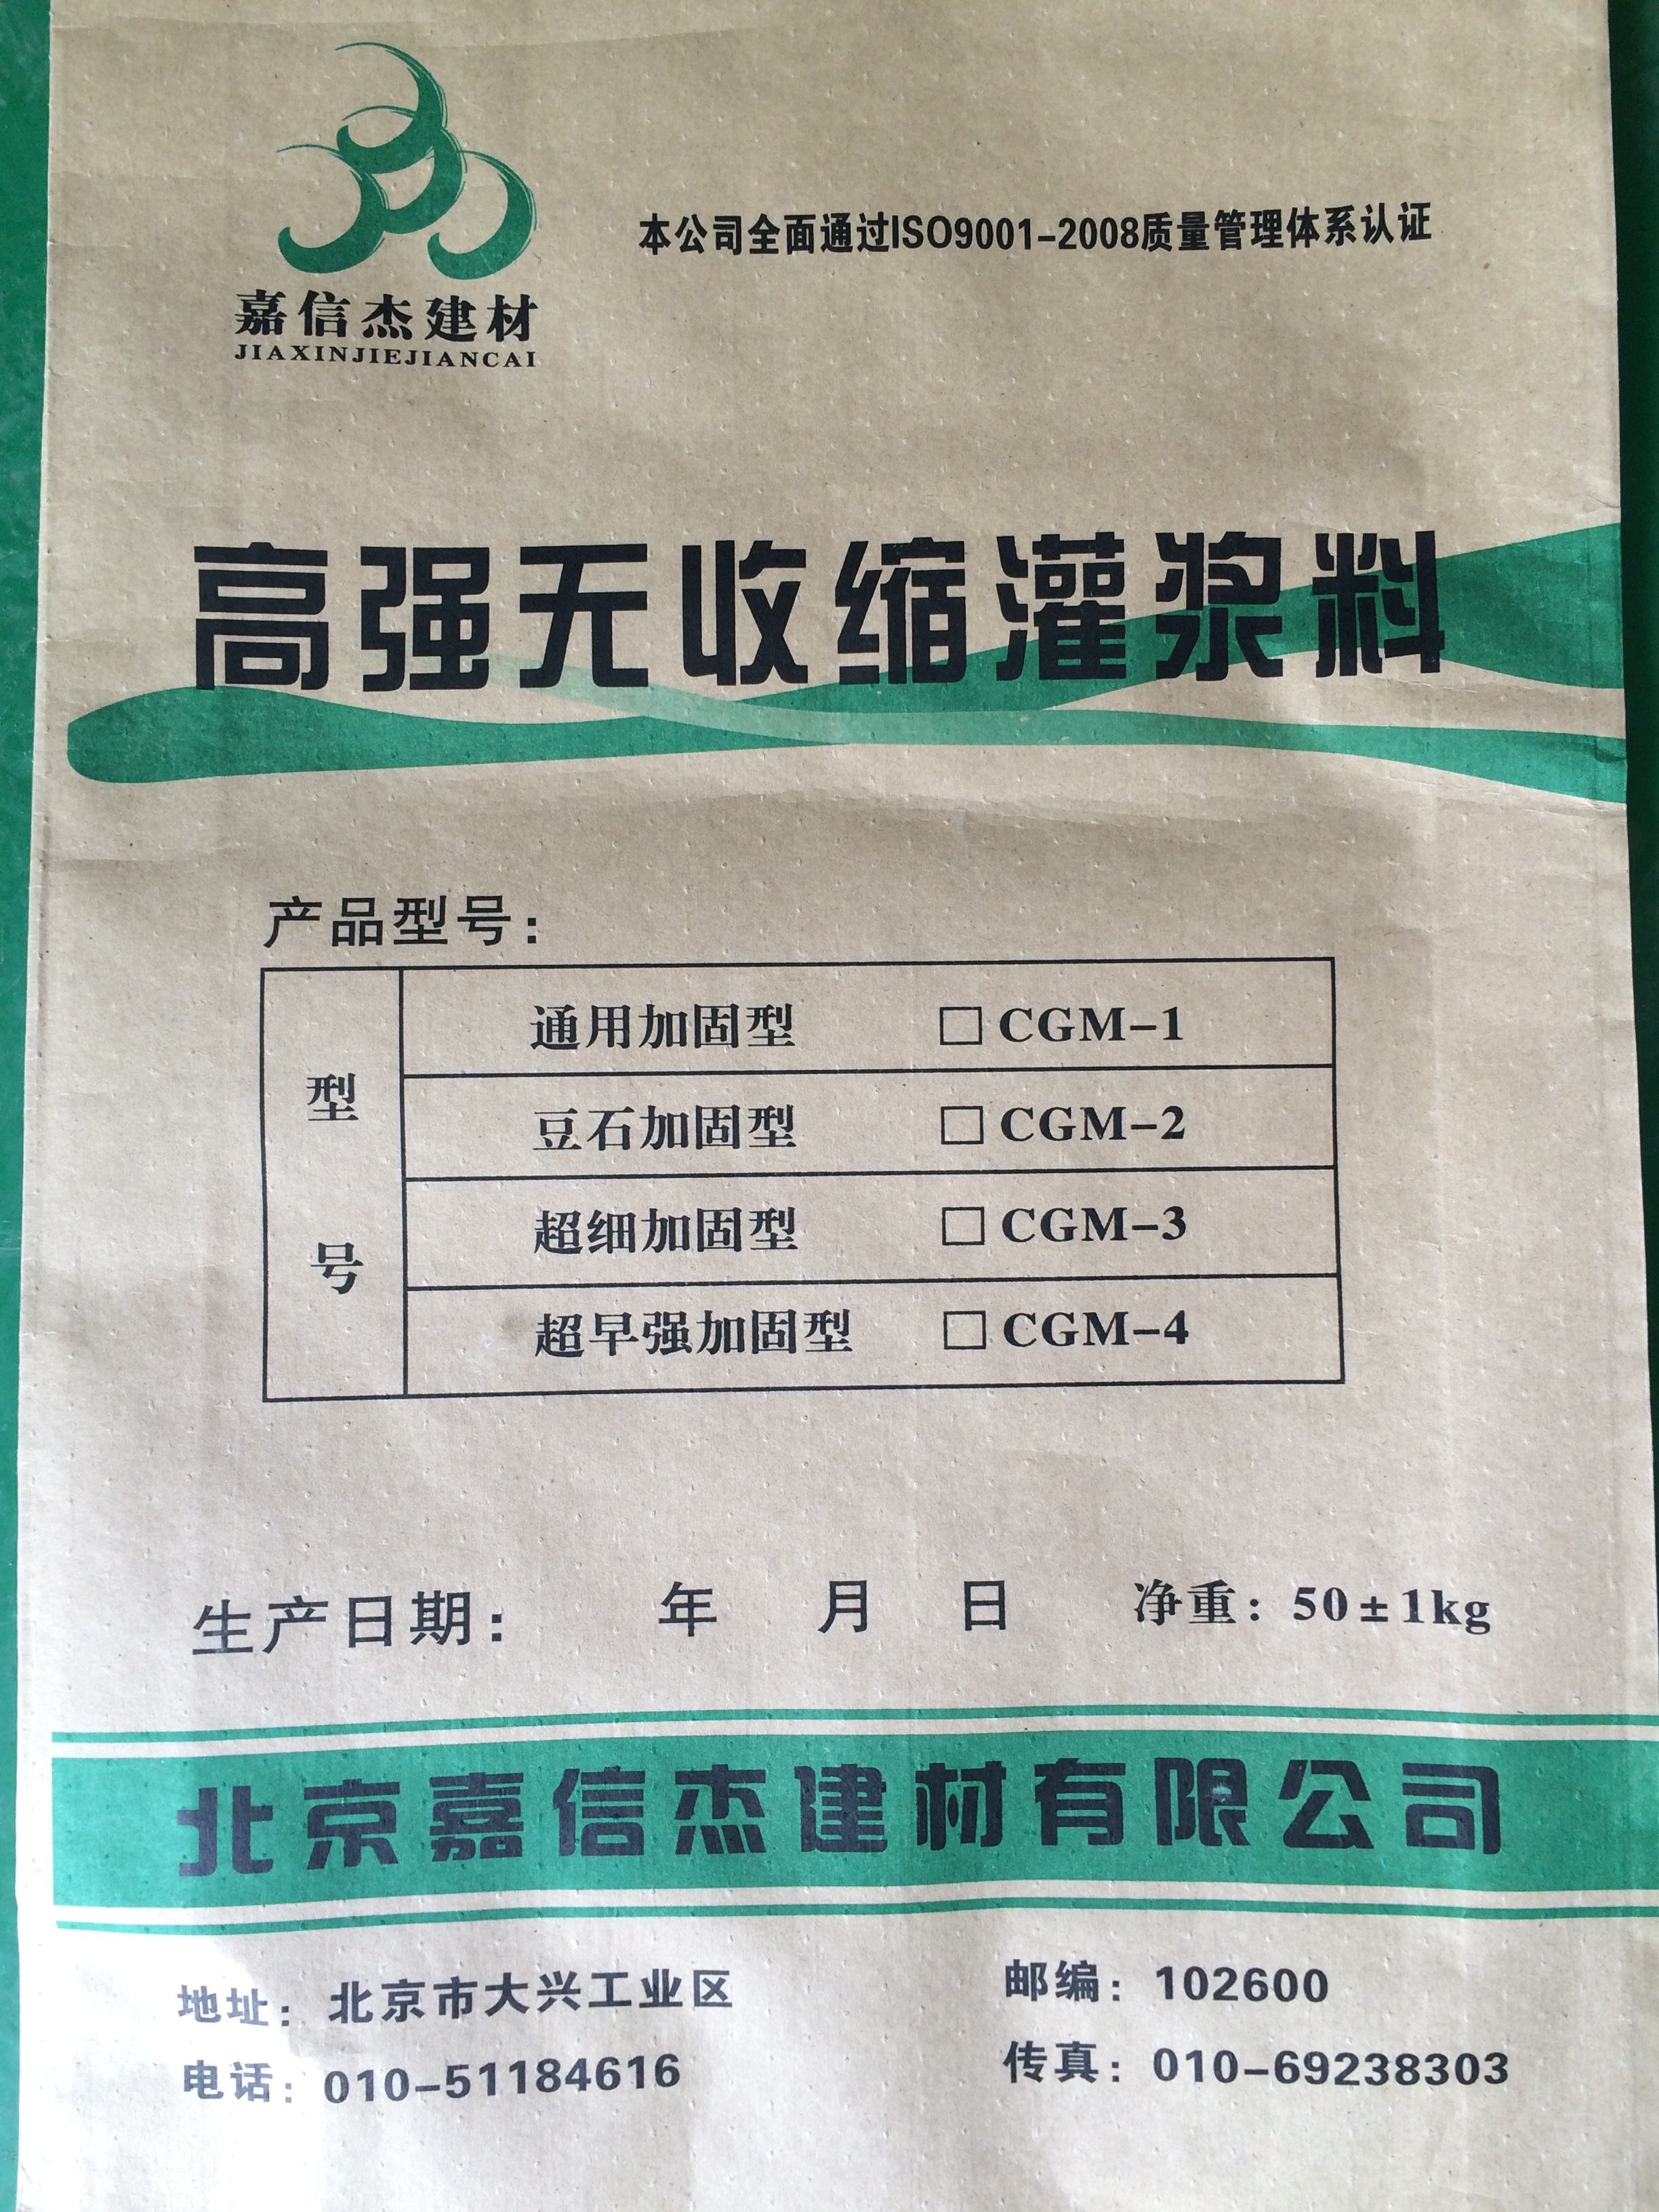 本公司全面通过ISO9001-2008质量管理体系认证
嘉信杰建材
JIAXINJIEJIANCAI
高强无收缩灌浆料
产品型号:
型号
通用加固型 □CGM-1
豆石加固型 □CGM-2
超细加固型 □CGM-3
超早强加固型 □CGM-4
生产日期: 年 月 日 净重: 50±1kg
北京嘉信杰建材有限公司
地址: 北京市大兴工业区 邮编: 102600
电话: 010-51184616 传真: 010-69238303